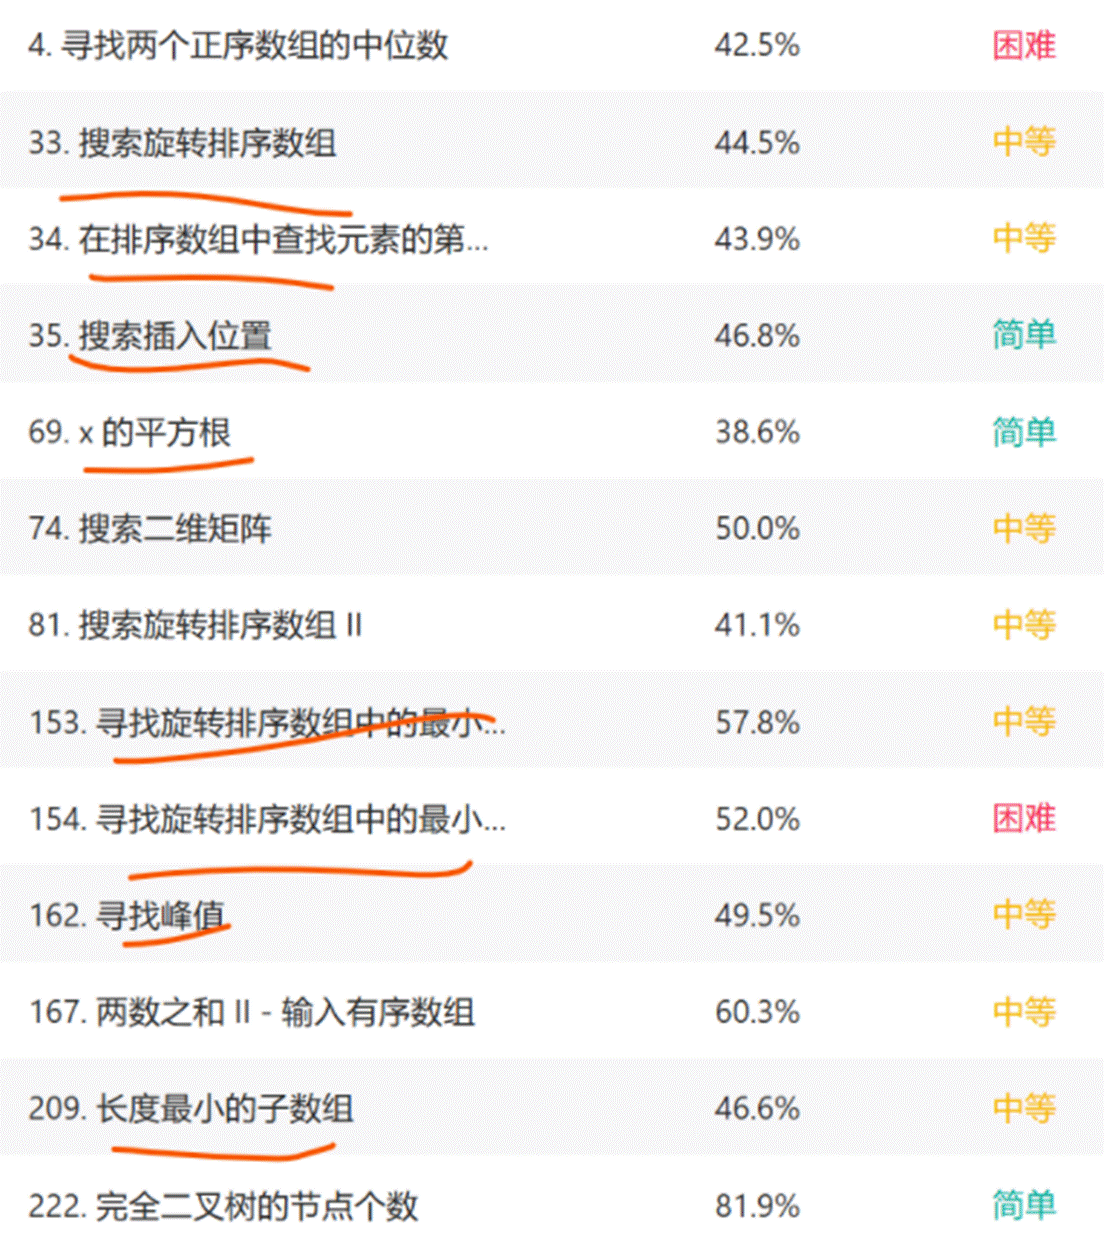 4. 寻找两个正序数组的中位数 42.5% 困难
33. 搜索旋转排序数组 44.5% 中等
34. 在排序数组中查找元素的第... 43.9% 中等
35. 搜索插入位置 46.8% 简单
69. x 的平方根 38.6% 简单
74. 搜索二维矩阵 50.0% 中等
81. 搜索旋转排序数组 II 41.1% 中等
153. 寻找旋转排序数组中的最小... 57.8% 中等
154. 寻找旋转排序数组中的最小... 52.0% 困难
162. 寻找峰值 49.5% 中等
167. 两数之和 II - 输入有序数组 60.3% 中等
209. 长度最小的子数组 46.6% 中等
222. 完全二叉树的节点个数 81.9% 简单